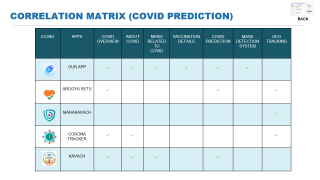 CORRELATION MATRIX (COVID PREDICTION)
BACK
ICONS APPS COVID OVERVIEW ABOUT COVID NEWS RELATED TO COVID VACCINATION DETAILS COVID PREDICTION MASK DETECTION SYSTEM GEO TRACKING
OUR APP ✓ ✓ ✓ ✓ ✓ ✓
AROGYA SETU ✓ ✓ ✓
MAHAKAVACH ✓
CORONA TRACKER ✓ ✓ ✓
KAVACH ✓ ✓ ✓ ✓